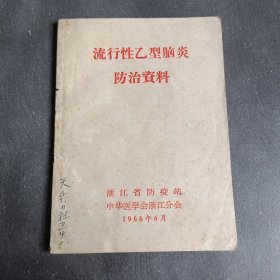 流行性乙型脑炎
防治資料
浙江省防疫站
中华医学会浙江分会
1966年6月